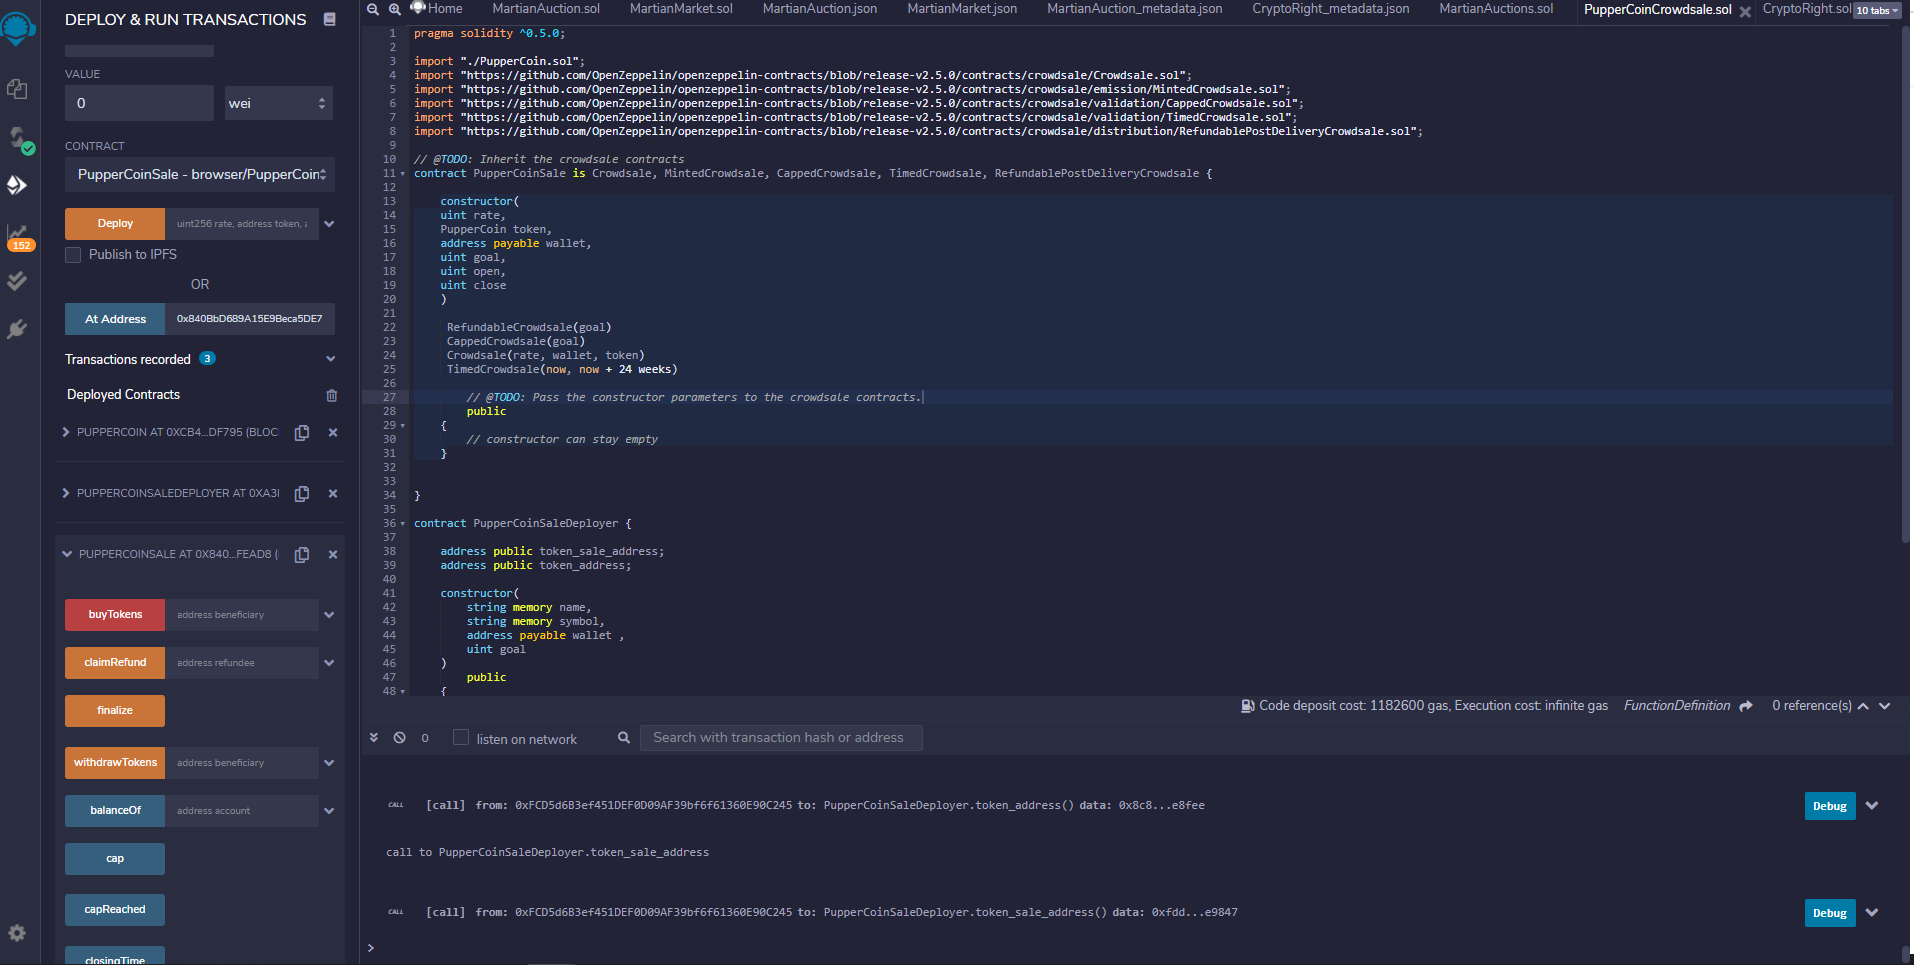 DEPLOY & RUN TRANSACTIONS
VALUE
0
wei
CONTRACT
PupperCoinSale - browser/PupperCoin
Deploy
uint256 rate, address token, a
Publish to IPFS
OR
At Address
0x840BbD689A15E9Beca5DE7
Transactions recorded 3
Deployed Contracts
PUPPERCOIN AT 0XCB4...DF795 (BLOC
PUPPERCOINSALEDEPLOYER AT 0XA3
PUPPERCOINSALE AT 0X840...FEAD8 (
buyTokens
address beneficiary
claimRefund
address refundee
finalize
withdrawTokens
address beneficiary
balanceOf
address account
cap
capReached
closingTime
152
Home
MartianAuction.sol
MartianMarket.sol
MartianAuction.json
MartianMarket.json
MartianAuction_metadata.json
CryptoRight_metadata.json
MartianAuctions.sol
PupperCoinCrowdsale.sol
CryptoRight.sol
10 tabs
1 pragma solidity ^0.5.0;
2
3 import "./PupperCoin.sol";
4 import "https://github.com/OpenZeppelin/openzeppelin-contracts/blob/release-v2.5.0/contracts/crowdsale/Crowdsale.sol";
5 import "https://github.com/OpenZeppelin/openzeppelin-contracts/blob/release-v2.5.0/contracts/crowdsale/emission/MintedCrowdsale.sol";
6 import "https://github.com/OpenZeppelin/openzeppelin-contracts/blob/release-v2.5.0/contracts/crowdsale/validation/CappedCrowdsale.sol";
7 import "https://github.com/OpenZeppelin/openzeppelin-contracts/blob/release-v2.5.0/contracts/crowdsale/validation/TimedCrowdsale.sol";
8 import "https://github.com/OpenZeppelin/openzeppelin-contracts/blob/release-v2.5.0/contracts/crowdsale/distribution/RefundablePostDeliveryCrowdsale.sol";
9
10 // @TODO: Inherit the crowdsale contracts
11 contract PupperCoinSale is Crowdsale, MintedCrowdsale, CappedCrowdsale, TimedCrowdsale, RefundablePostDeliveryCrowdsale {
12
13 constructor(
14 uint rate,
15 PupperCoin token,
16 address payable wallet,
17 uint goal,
18 uint open,
19 uint close
20 )
21
22 RefundableCrowdsale(goal)
23 CappedCrowdsale(goal)
24 Crowdsale(rate, wallet, token)
25 TimedCrowdsale(now, now + 24 weeks)
26
27 // @TODO: Pass the constructor parameters to the crowdsale contracts.
28 public
29 {
30 // constructor can stay empty
31 }
32
33
34 }
35
36 contract PupperCoinSaleDeployer {
37
38 address public token_sale_address;
39 address public token_address;
40
41 constructor(
42 string memory name,
43 string memory symbol,
44 address payable wallet ,
45 uint goal
46 )
47 public
48 {
Code deposit cost: 1182600 gas, Execution cost: infinite gas FunctionDefinition 0 reference(s)
0 listen on network Search with transaction hash or address
CALL [call] from: 0xFCD5d6B3ef451DEF0D09AF39bf6f61360E90C245 to: PupperCoinSaleDeployer.token_address() data: 0x8c8...e8fee Debug
call to PupperCoinSaleDeployer.token_sale_address
CALL [call] from: 0xFCD5d6B3ef451DEF0D09AF39bf6f61360E90C245 to: PupperCoinSaleDeployer.token_sale_address() data: 0xfdd...e9847 Debug
>